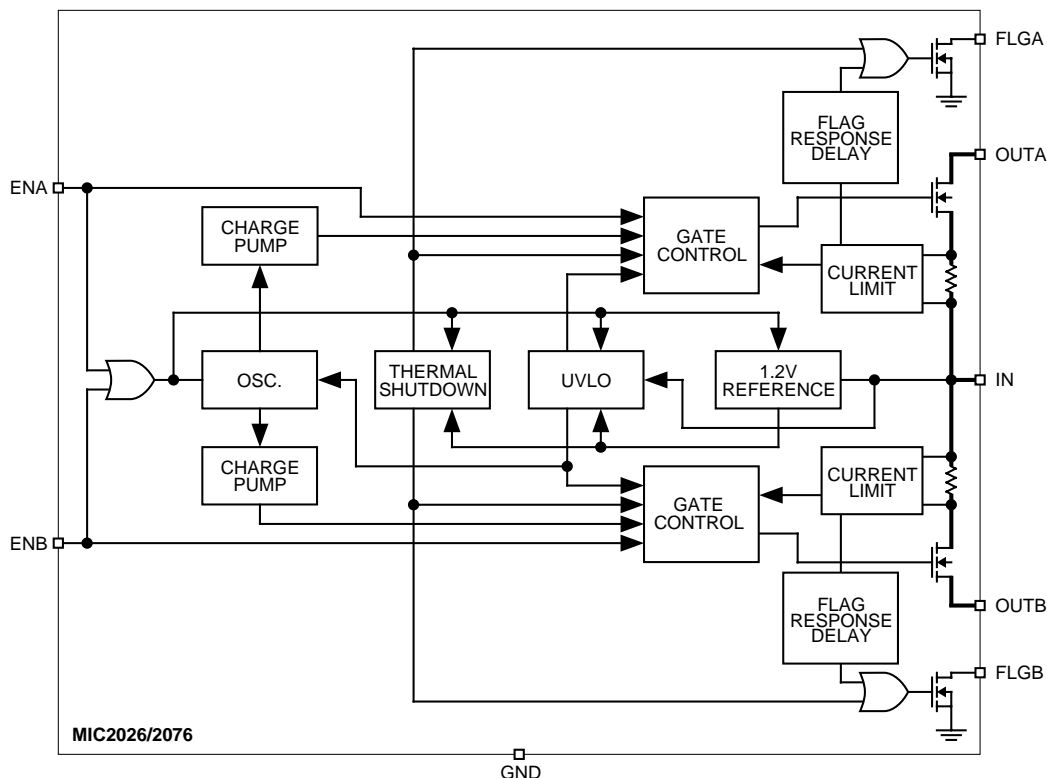 FLGA
FLAG
RESPONSE
DELAY
OUTA
ENA
CHARGE
PUMP
GATE
CONTROL
CURRENT
LIMIT
OSC.
THERMAL
SHUTDOWN
UVLO
1.2V
REFERENCE
IN
CHARGE
PUMP
GATE
CONTROL
CURRENT
LIMIT
ENB
FLAG
RESPONSE
DELAY
OUTB
FLGB
MIC2026/2076
GND